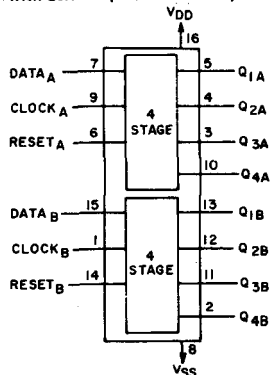 VDD
16
DATAA 7 5 Q1A
CLOCKA 9 4 Q2A
RESETA 6 3 Q3A
10 Q4A
4
STAGE
DATAB 15 13 Q1B
CLOCKB 1 12 Q2B
RESETB 14 11 Q3B
2 Q4B
4
STAGE
8
VSS